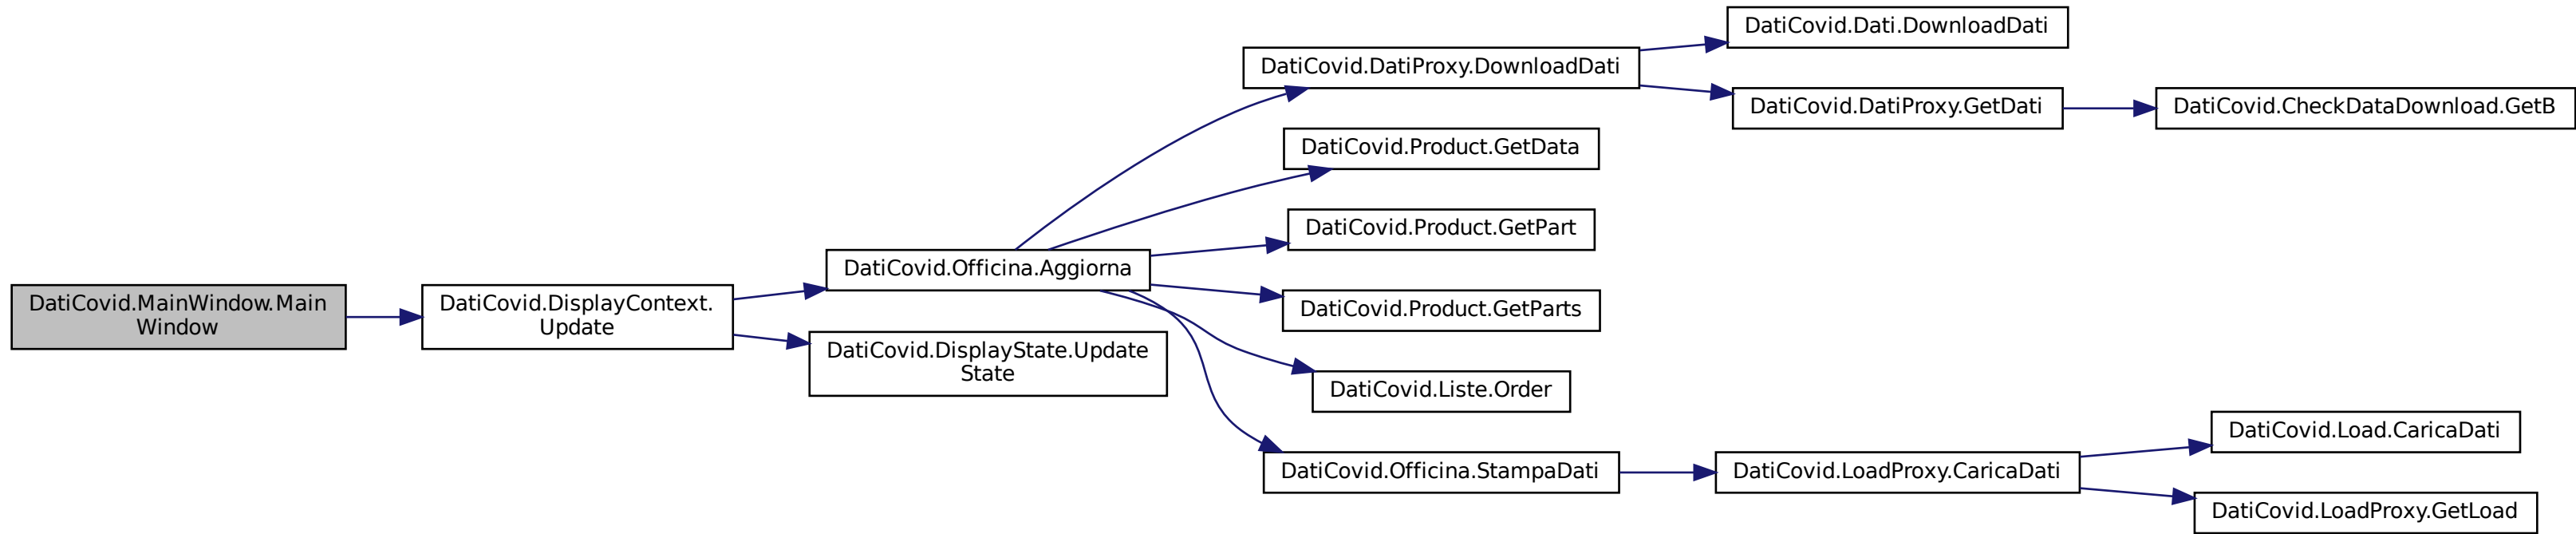 DatiCovid.MainWindow.Main
Window
DatiCovid.DisplayContext.
Update
DatiCovid.Officina.Aggiorna
DatiCovid.DisplayState.Update
State
DatiCovid.DatiProxy.DownloadDati
DatiCovid.Product.GetData
DatiCovid.Product.GetPart
DatiCovid.Product.GetParts
DatiCovid.Liste.Order
DatiCovid.Officina.StampaDati
DatiCovid.Dati.DownloadDati
DatiCovid.DatiProxy.GetDati
DatiCovid.CheckDataDownload.GetB
DatiCovid.LoadProxy.CaricaDati
DatiCovid.Load.CaricaDati
DatiCovid.LoadProxy.GetLoad